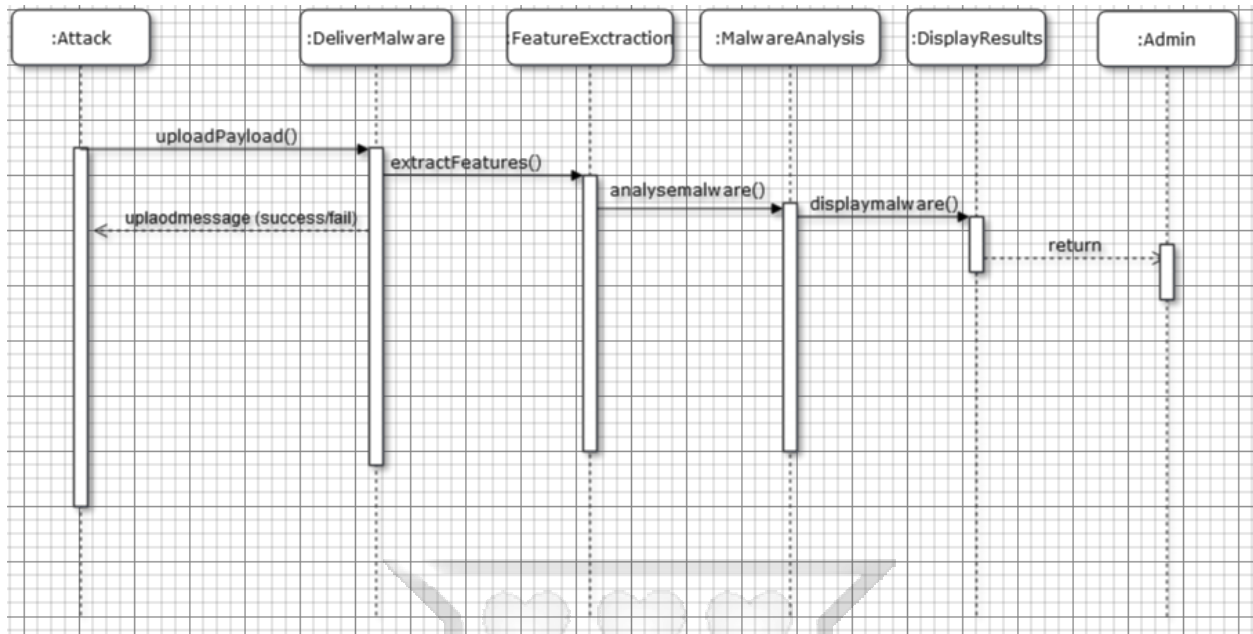 :Attack
:DeliverMalware
:FeatureExctraction
:MalwareAnalysis
:DisplayResults
:Admin
uploadPayload()
extractFeatures()
analysemalware()
displaymalware()
uplaodmessage (success/fail)
return